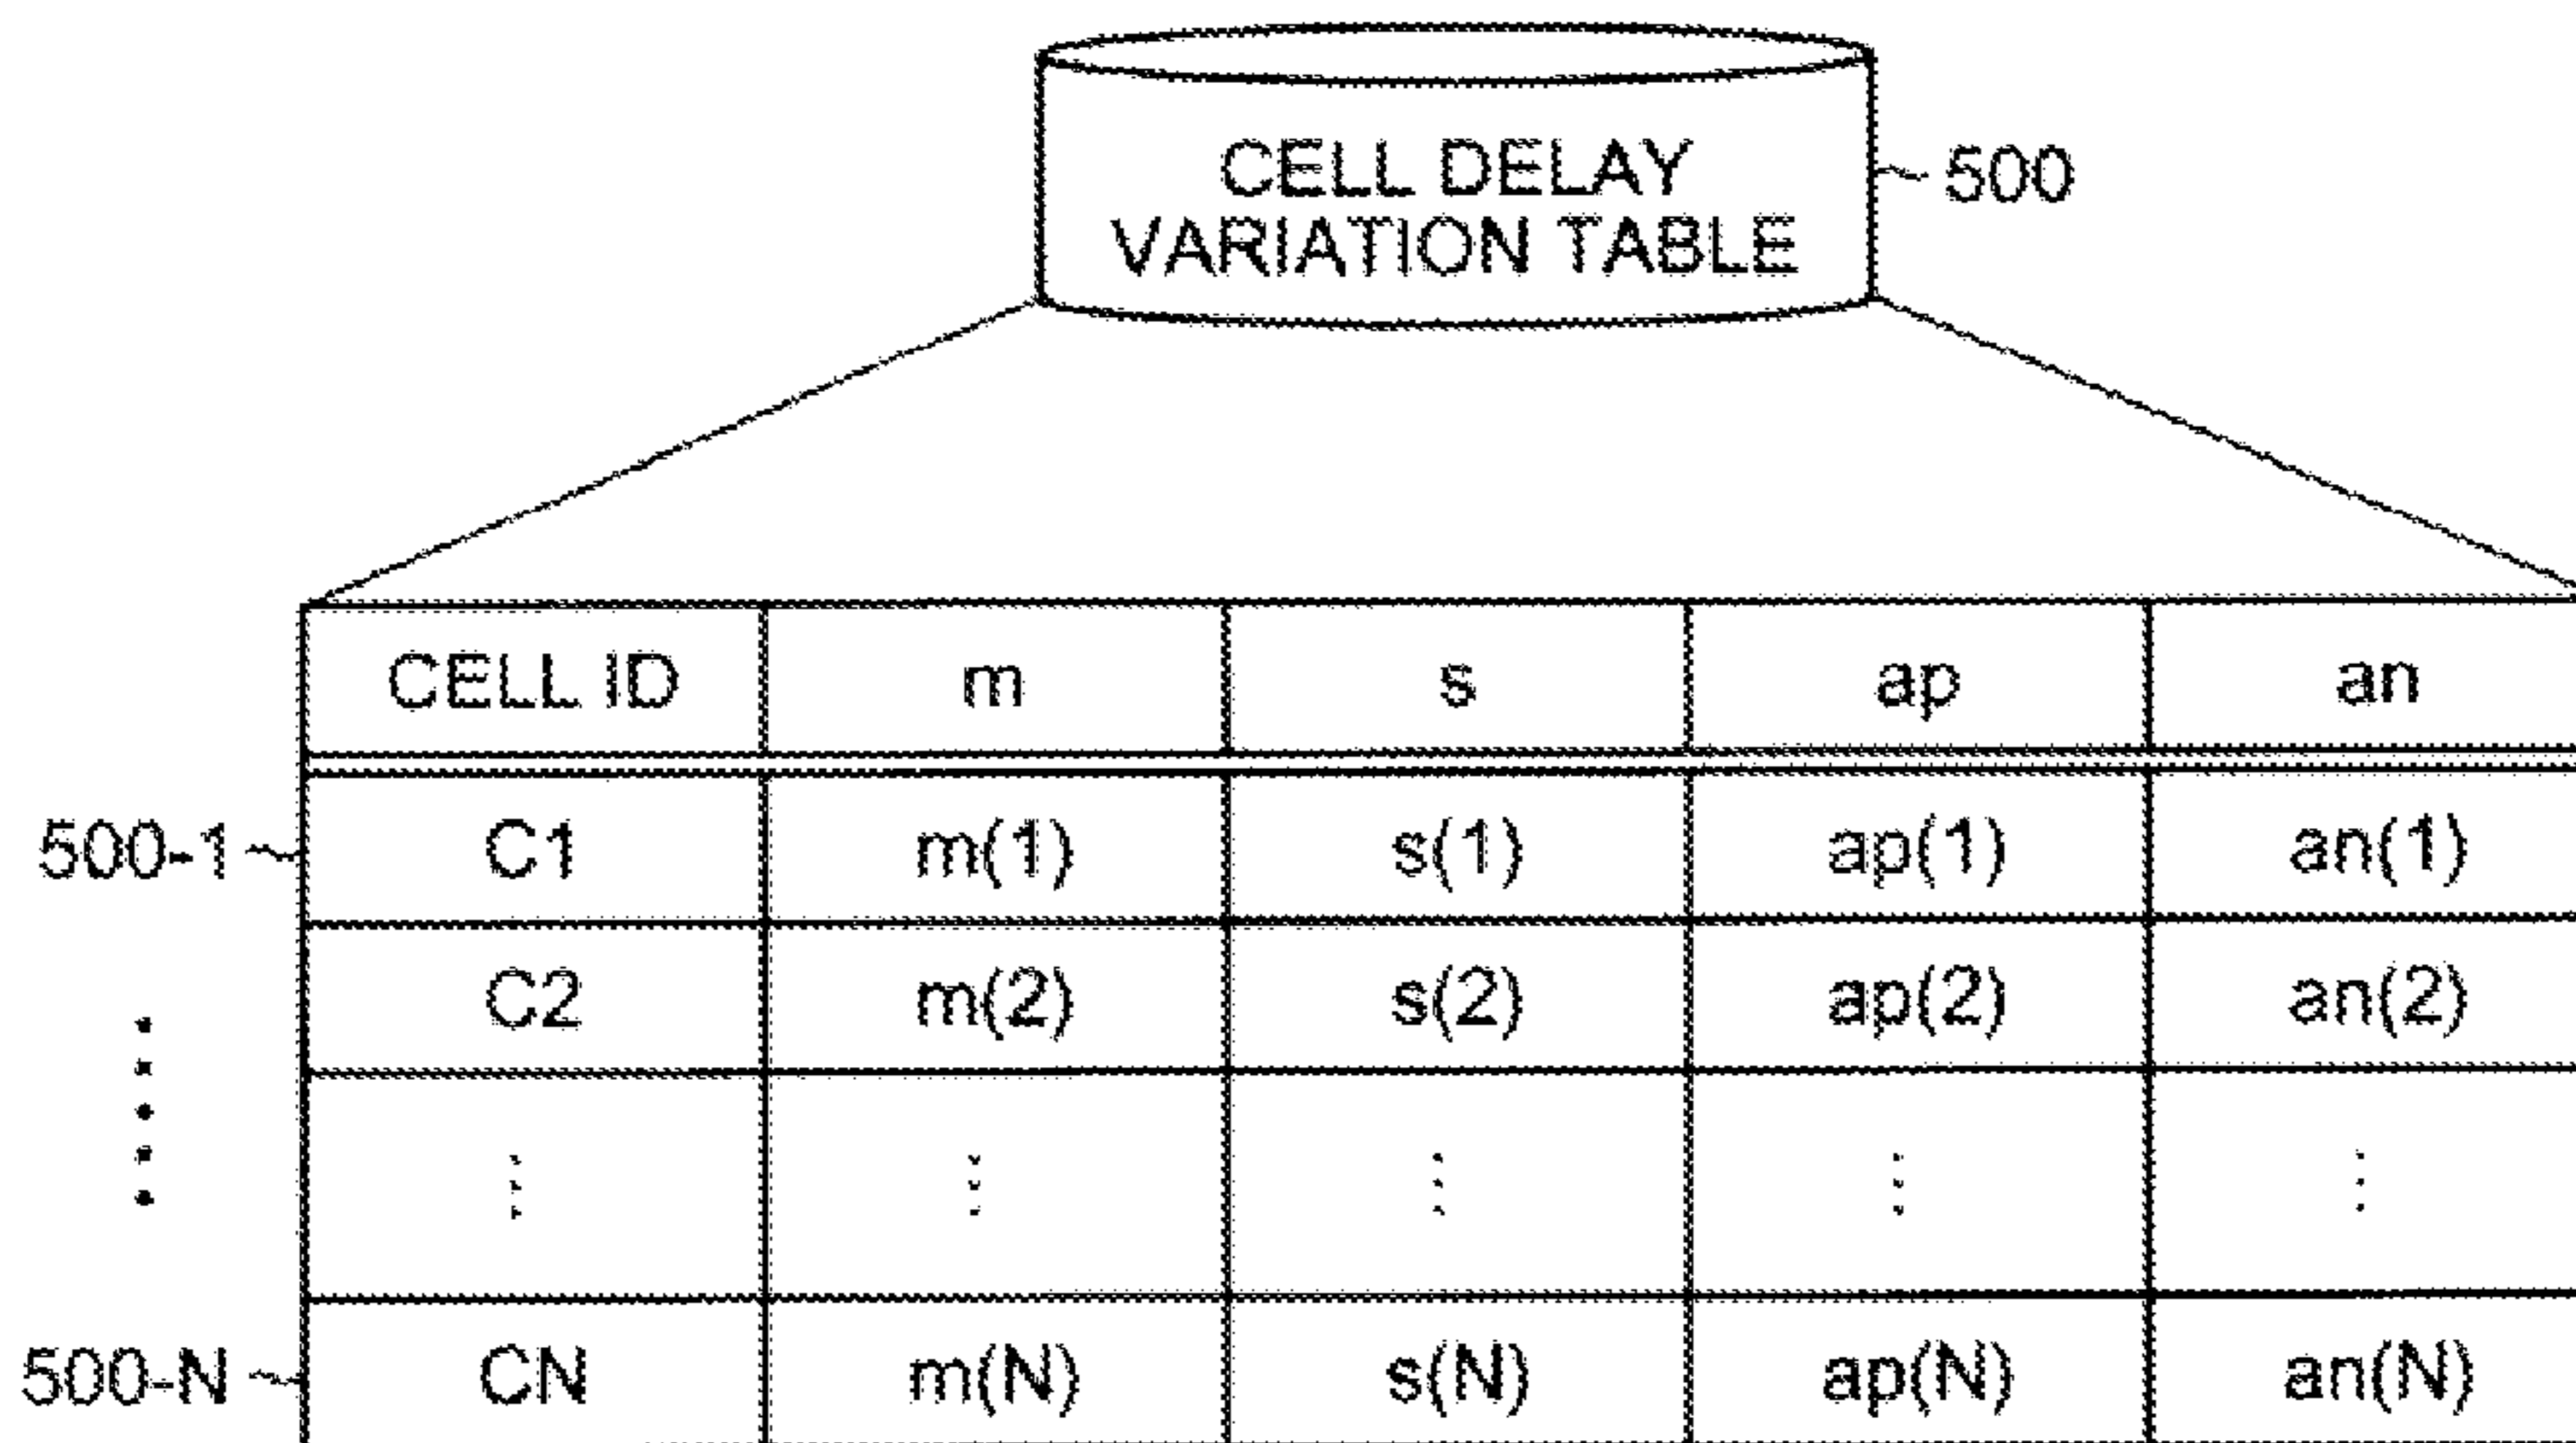 CELL DELAY
VARIATION TABLE
500
CELL ID m s ap an
500-1 C1 m(1) s(1) ap(1) an(1)
C2 m(2) s(2) ap(2) an(2)
500-N CN m(N) s(N) ap(N) an(N)